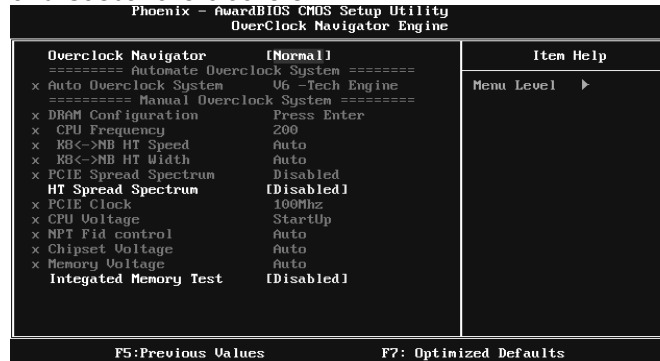 Phoenix - AwardBIOS CMOS Setup Utility
OverClock Navigator Engine
Overclock Navigator [Normal]
========= Automate Overclock System ========
x Auto Overclock System V6 -Tech Engine
========== Manual Overclock System =========
x DRAM Configuration Press Enter
x CPU Frequency 200
x K8<->NB HT Speed Auto
x K8<->NB HT Width Auto
x PCIE Spread Spectrum Disabled
HT Spread Spectrum [Disabled]
x PCIE Clock 100Mhz
x CPU Voltage StartUp
x NPT Fid control Auto
x Chipset Voltage Auto
x Memory Voltage Auto
Integated Memory Test [Disabled]
Item Help
Menu Level ▶
F5:Previous Values F7: Optimized Defaults